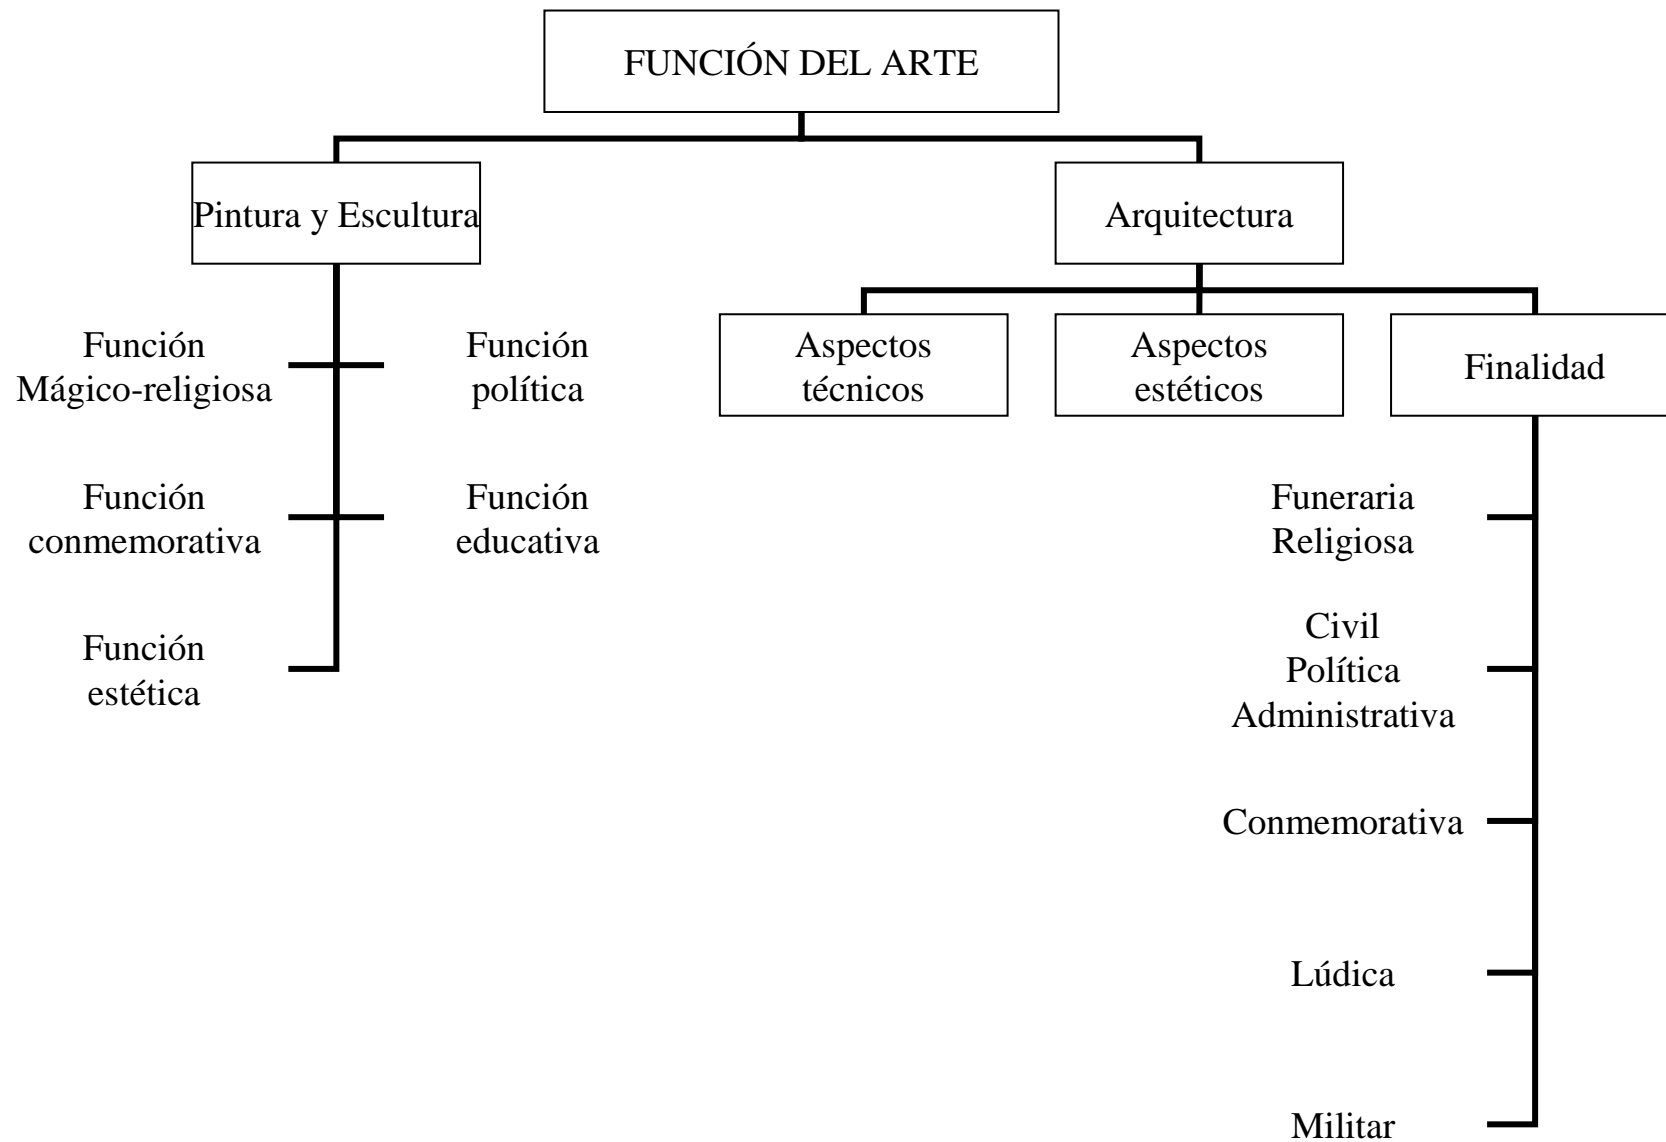 FUNCIÓN DEL ARTE
Pintura y Escultura
Arquitectura
Función
Mágico-religiosa
Función
política
Función
conmemorativa
Función
educativa
Función
estética
Aspectos
técnicos
Aspectos
estéticos
Finalidad
Funeraria
Religiosa
Civil
Política
Administrativa
Conmemorativa
Lúdica
Militar